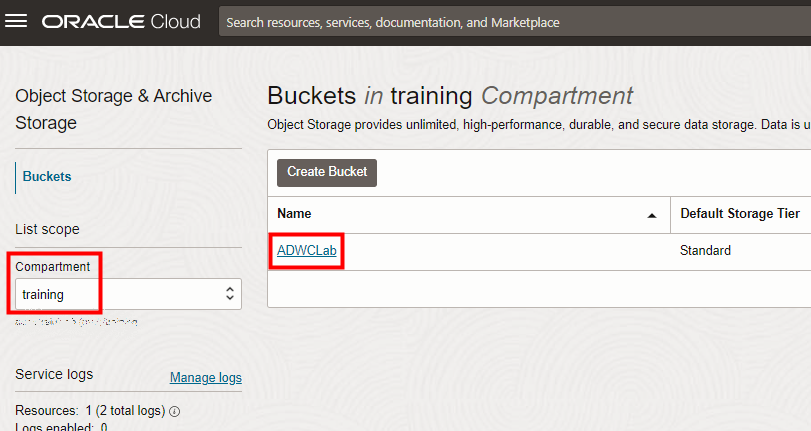 ORACLE Cloud
Search resources, services, documentation, and Marketplace
Object Storage & Archive
Storage
Buckets
List scope
Compartment
training
Service logs
Manage logs
Resources: 1 (2 total logs)
Logs enabled: 0
Buckets in training Compartment
Object Storage provides unlimited, high-performance, durable, and secure data storage. Data is u
Create Bucket
Name
Default Storage Tier
ADWCLab
Standard